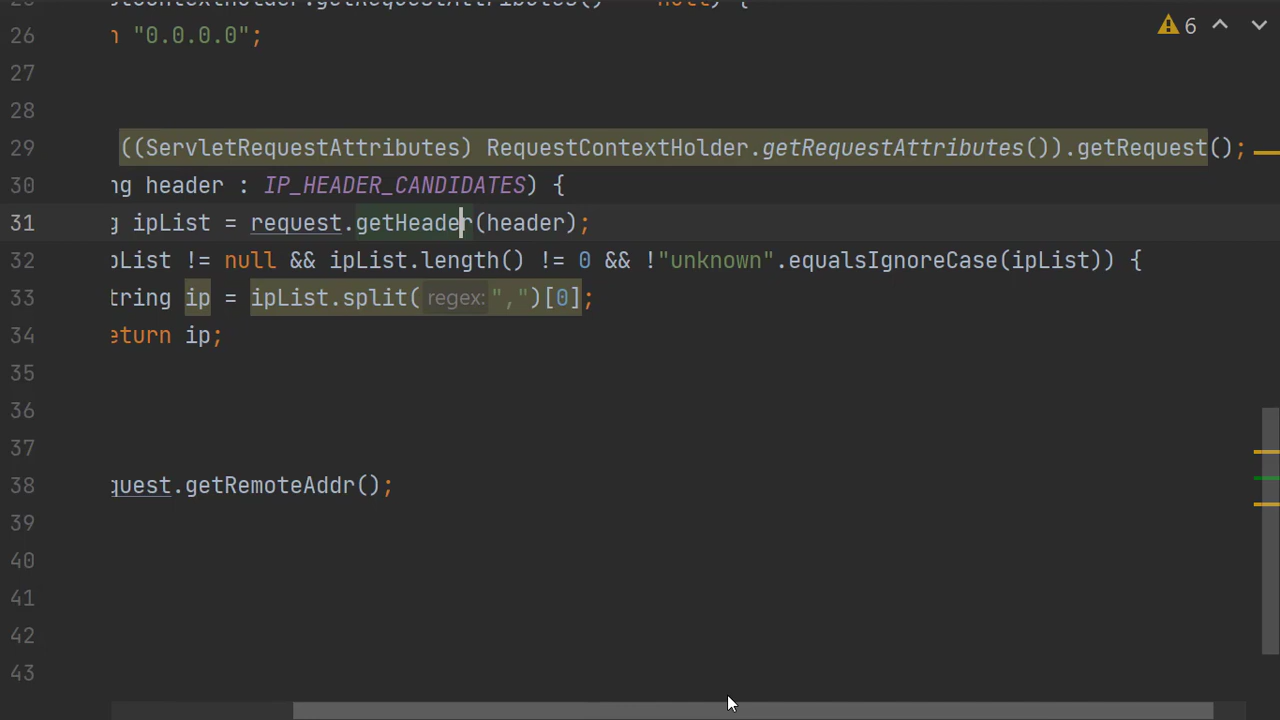 26 n "0.0.0.0"; 6
27
28
29 ((ServletRequestAttributes) RequestContextHolder.getRequestAttributes()).getRequest();
30 ng header : IP_HEADER_CANDIDATES) {
31 g ipList = request.getHeader(header);
32 pList != null && ipList.length() != 0 && !"unknown".equalsIgnoreCase(ipList)) {
33 tring ip = ipList.split( regex: ",")[0];
34 eturn ip;
35
36
37
38 quest.getRemoteAddr();
39
40
41
42
43